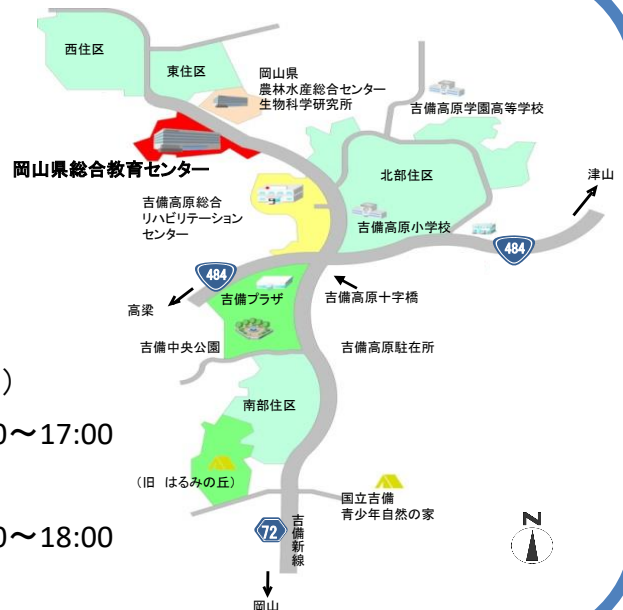 西住区
東住区
岡山県
農林水産総合センター
生物科学研究所
吉備高原学園高等学校
岡山県総合教育センター
北部住区
津山
吉備高原総合
リハビリテーション
センター
吉備高原小学校
484
484
吉備プラザ
吉備高原十字橋
高梁
吉備中央公園
吉備高原駐在所
）
南部住区
0～17:00
（旧 はるみの丘）
国立吉備
青少年自然の家
0～18:00
72
吉備新線
N
岡山